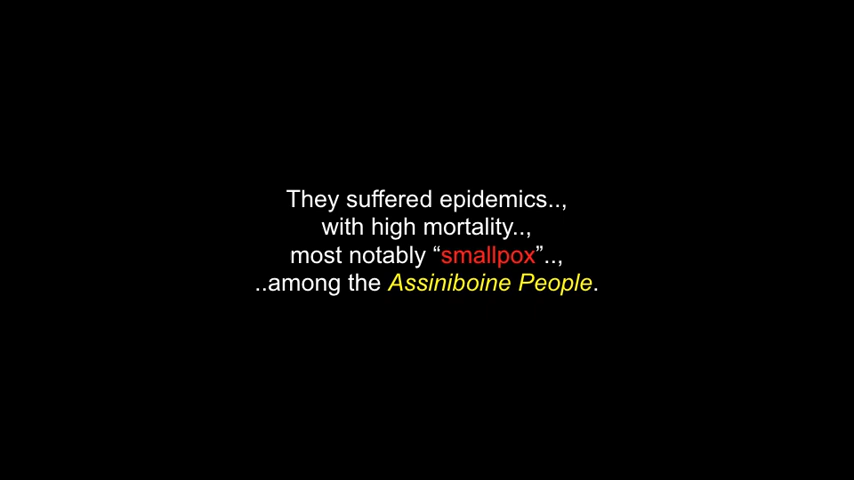 They suffered epidemics..,
with high mortality..,
most notably “smallpox”..,
..among the Assiniboine People.